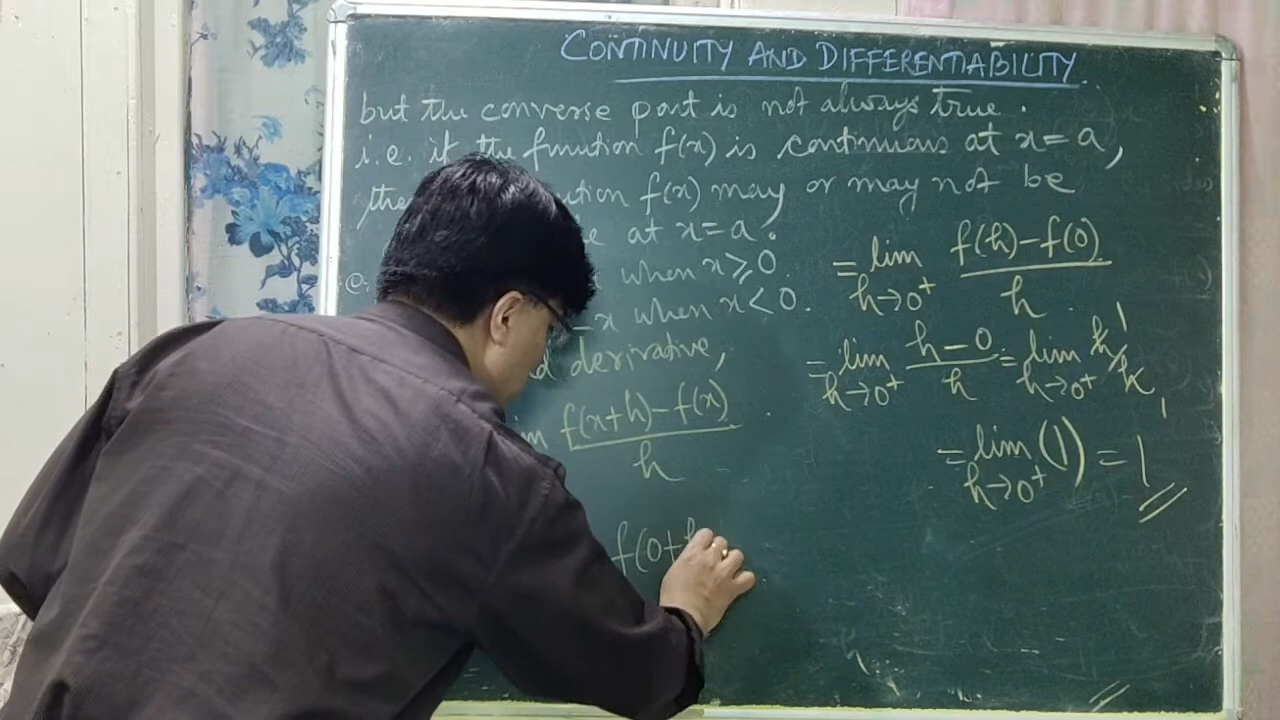 CONTINUITY AND DIFFERENTIABILITY
but the converse part is not always true.
i.e. if the function f(x) is continuous at x=a,
f(x) may or may not be
at x=a.
when x≥0.
-x when x<0.
derivative,
f(x+h)-f(x)
h
f(0+h
= lim h→0⁺ f(h)-f(0)
h
= lim h→0⁺ h-0/h = lim h→0⁺ h/h 1
1
= lim h→0⁺ (1) = 1